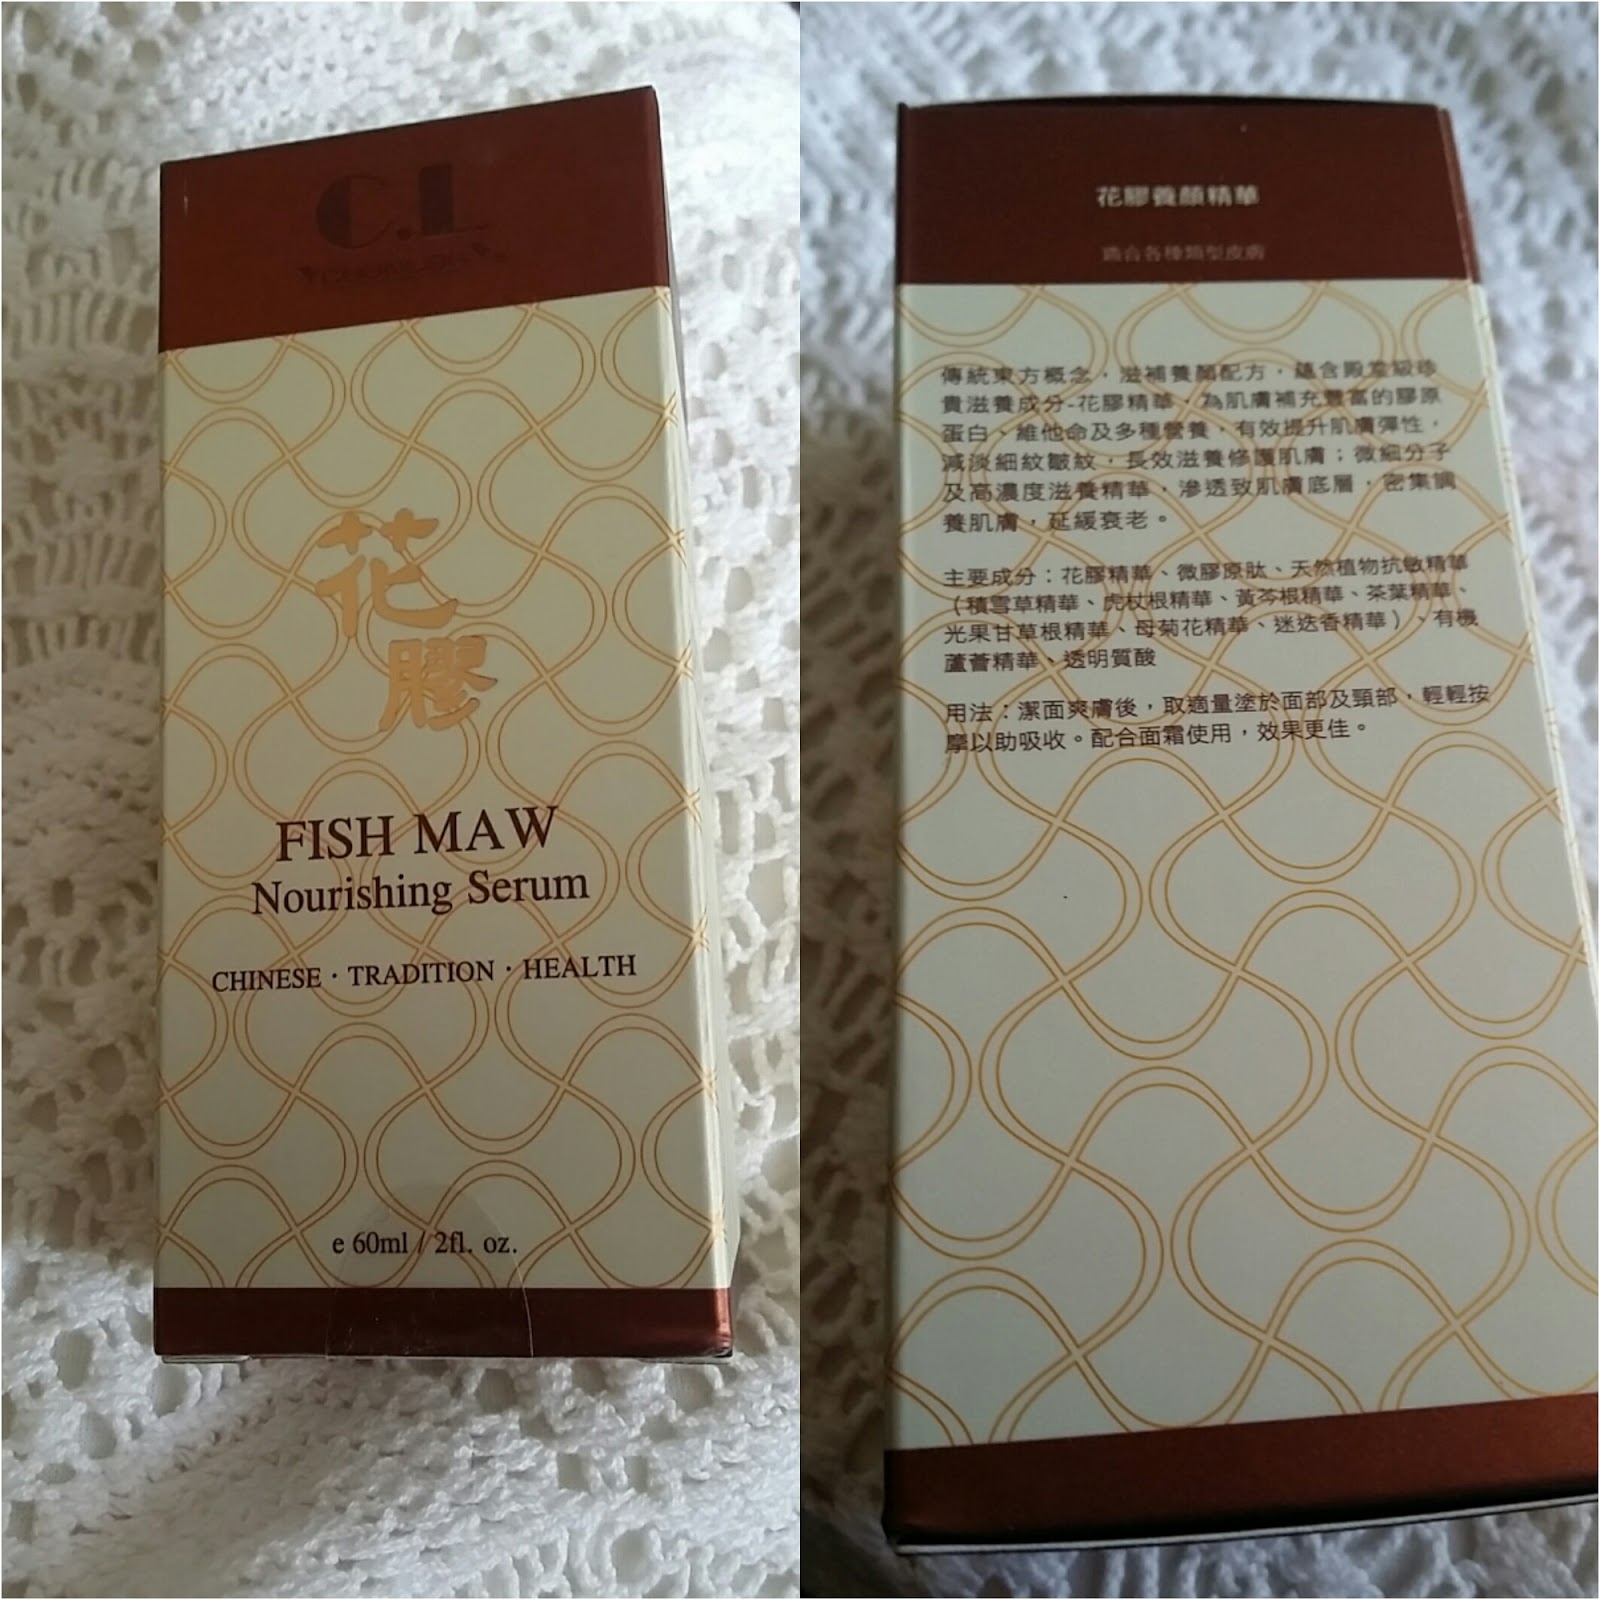 C.L
花
膠
FISH MAW
Nourishing Serum
CHINESE · TRADITION · HEALTH
e 60ml / 2fl. oz.
花膠養顏精華
適合各種類型皮膚
傳統東方概念，滋補養顏配方，蘊含殿堂級珍
貴滋養成分-花膠精華，為肌膚補充豐富的膠原
蛋白、維他命及多種營養，有效提升肌膚彈性，
減淡細紋皺紋，長效滋養修護肌膚；微細分子
及高濃度滋養精華，滲透致肌膚底層，密集調
養肌膚，延緩衰老。
主要成分：花膠精華、微膠原肽、天然植物抗敏精華
（積雪草精華、虎杖根精華、黃芩根精華、茶葉精華、
光果甘草根精華、母菊花精華、迷迭香精華）、有機
蘆薈精華、透明質酸
用法：潔面爽膚後，取適量塗於面部及頸部，輕輕按
摩以助吸收。配合面霜使用，效果更佳。